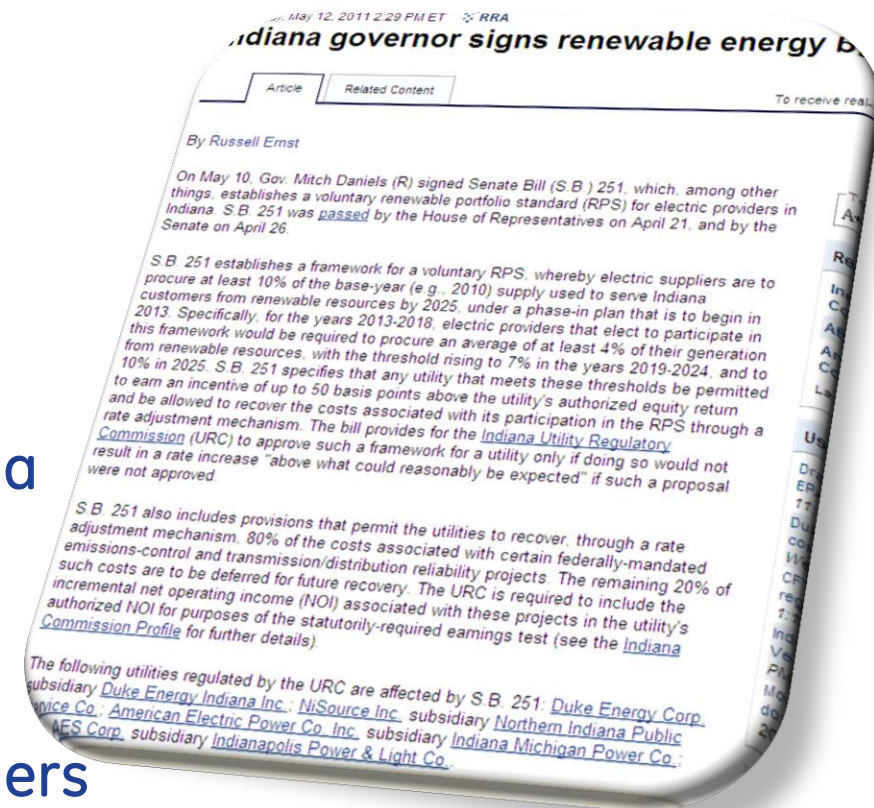 May 12, 2011 2:29 PM ET RRA
ndiana governor signs renewable energy
Article Related Content To receive
By Russell Ernst
On May 10, Gov. Mitch Daniels (R) signed Senate Bill (S.B.) 251, which, among other
things, establishes a voluntary renewable portfolio standard (RPS) for electric providers in
Indiana. S.B. 251 was passed by the House of Representatives on April 21, and by the
Senate on April 26.
S.B. 251 establishes a framework for a voluntary RPS, whereby electric suppliers are to
procure at least 10% of the base-year (e.g., 2010) supply used to serve Indiana
customers from renewable resources by 2025, under a phase-in plan that is to begin in
2013. Specifically, for the years 2013-2018, electric providers that elect to participate in
this framework would be required to procure an average of at least 4% of their generation
from renewable resources, with the threshold rising to 7% in the years 2019-2024, and to
10% in 2025. S.B. 251 specifies that any utility that meets these thresholds be permitted
to earn an incentive of up to 50 basis points above the utility's authorized equity return
and be allowed to recover the costs associated with its participation in the RPS through a
rate adjustment mechanism. The bill provides for the Indiana Utility Regulatory
Commission (URC) to approve such a framework for a utility only if doing so would not
result in a rate increase "above what could reasonably be expected" if such a proposal
were not approved.
S.B. 251 also includes provisions that permit the utilities to recover, through a rate
adjustment mechanism, 80% of the costs associated with certain federally-mandated
emissions-control and transmission/distribution reliability projects. The remaining 20% of
such costs are to be deferred for future recovery. The URC is required to include the
incremental net operating income (NOI) associated with these projects in the utility's
authorized NOI for purposes of the statutorily-required earnings test (see the Indiana
Commission Profile for further details).
The following utilities regulated by the URC are affected by S.B. 251: Duke Energy Corp.
subsidiary Duke Energy Indiana Inc.; NiSource Inc. subsidiary Northern Indiana Public
Service Co.; American Electric Power Co. Inc. subsidiary Indiana Michigan Power Co.;
AES Corp. subsidiary Indianapolis Power & Light Co.
a
ers